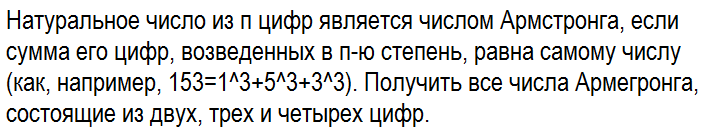 Натуральное число из п цифр является числом Армстронга, если
сумма его цифр, возведенных в п-ю степень, равна самому числу
(как, например, 153=1^3+5^3+3^3). Получить все числа Армегронга,
состоящие из двух, трех и четырех цифр.